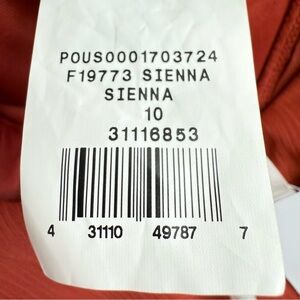 POUS0001703724
F19773 SIENNA
SIENNA
10
31116853
4 31110 49787 7